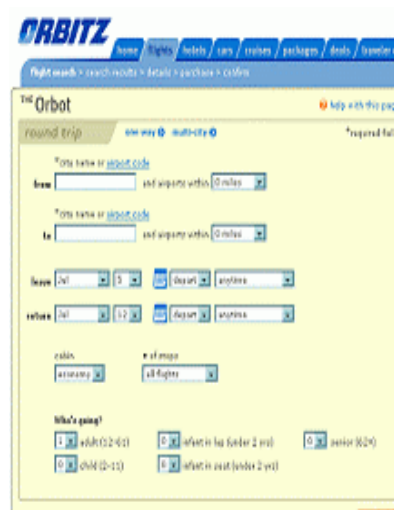 ORBITZ
home / flights / hotels / cars / cruises / packages / deals / traveler
flight search > search results > details > purchase > confirm
THE Orbot
help with this pag
round trip one-way multi-city *required fiel
*city name or airport code
from and airports within 0 miles
*city name or airport code
to and airports within 0 miles
leave Jul 5 depart anytime
return Jul 12 depart anytime
cabin # of stops
economy all flights
Who's going?
1 adult (12-61) 0 infant in lap (under 2 yrs) 0 senior (62+)
0 child (2-11) 0 infant in seat (under 2 yrs)